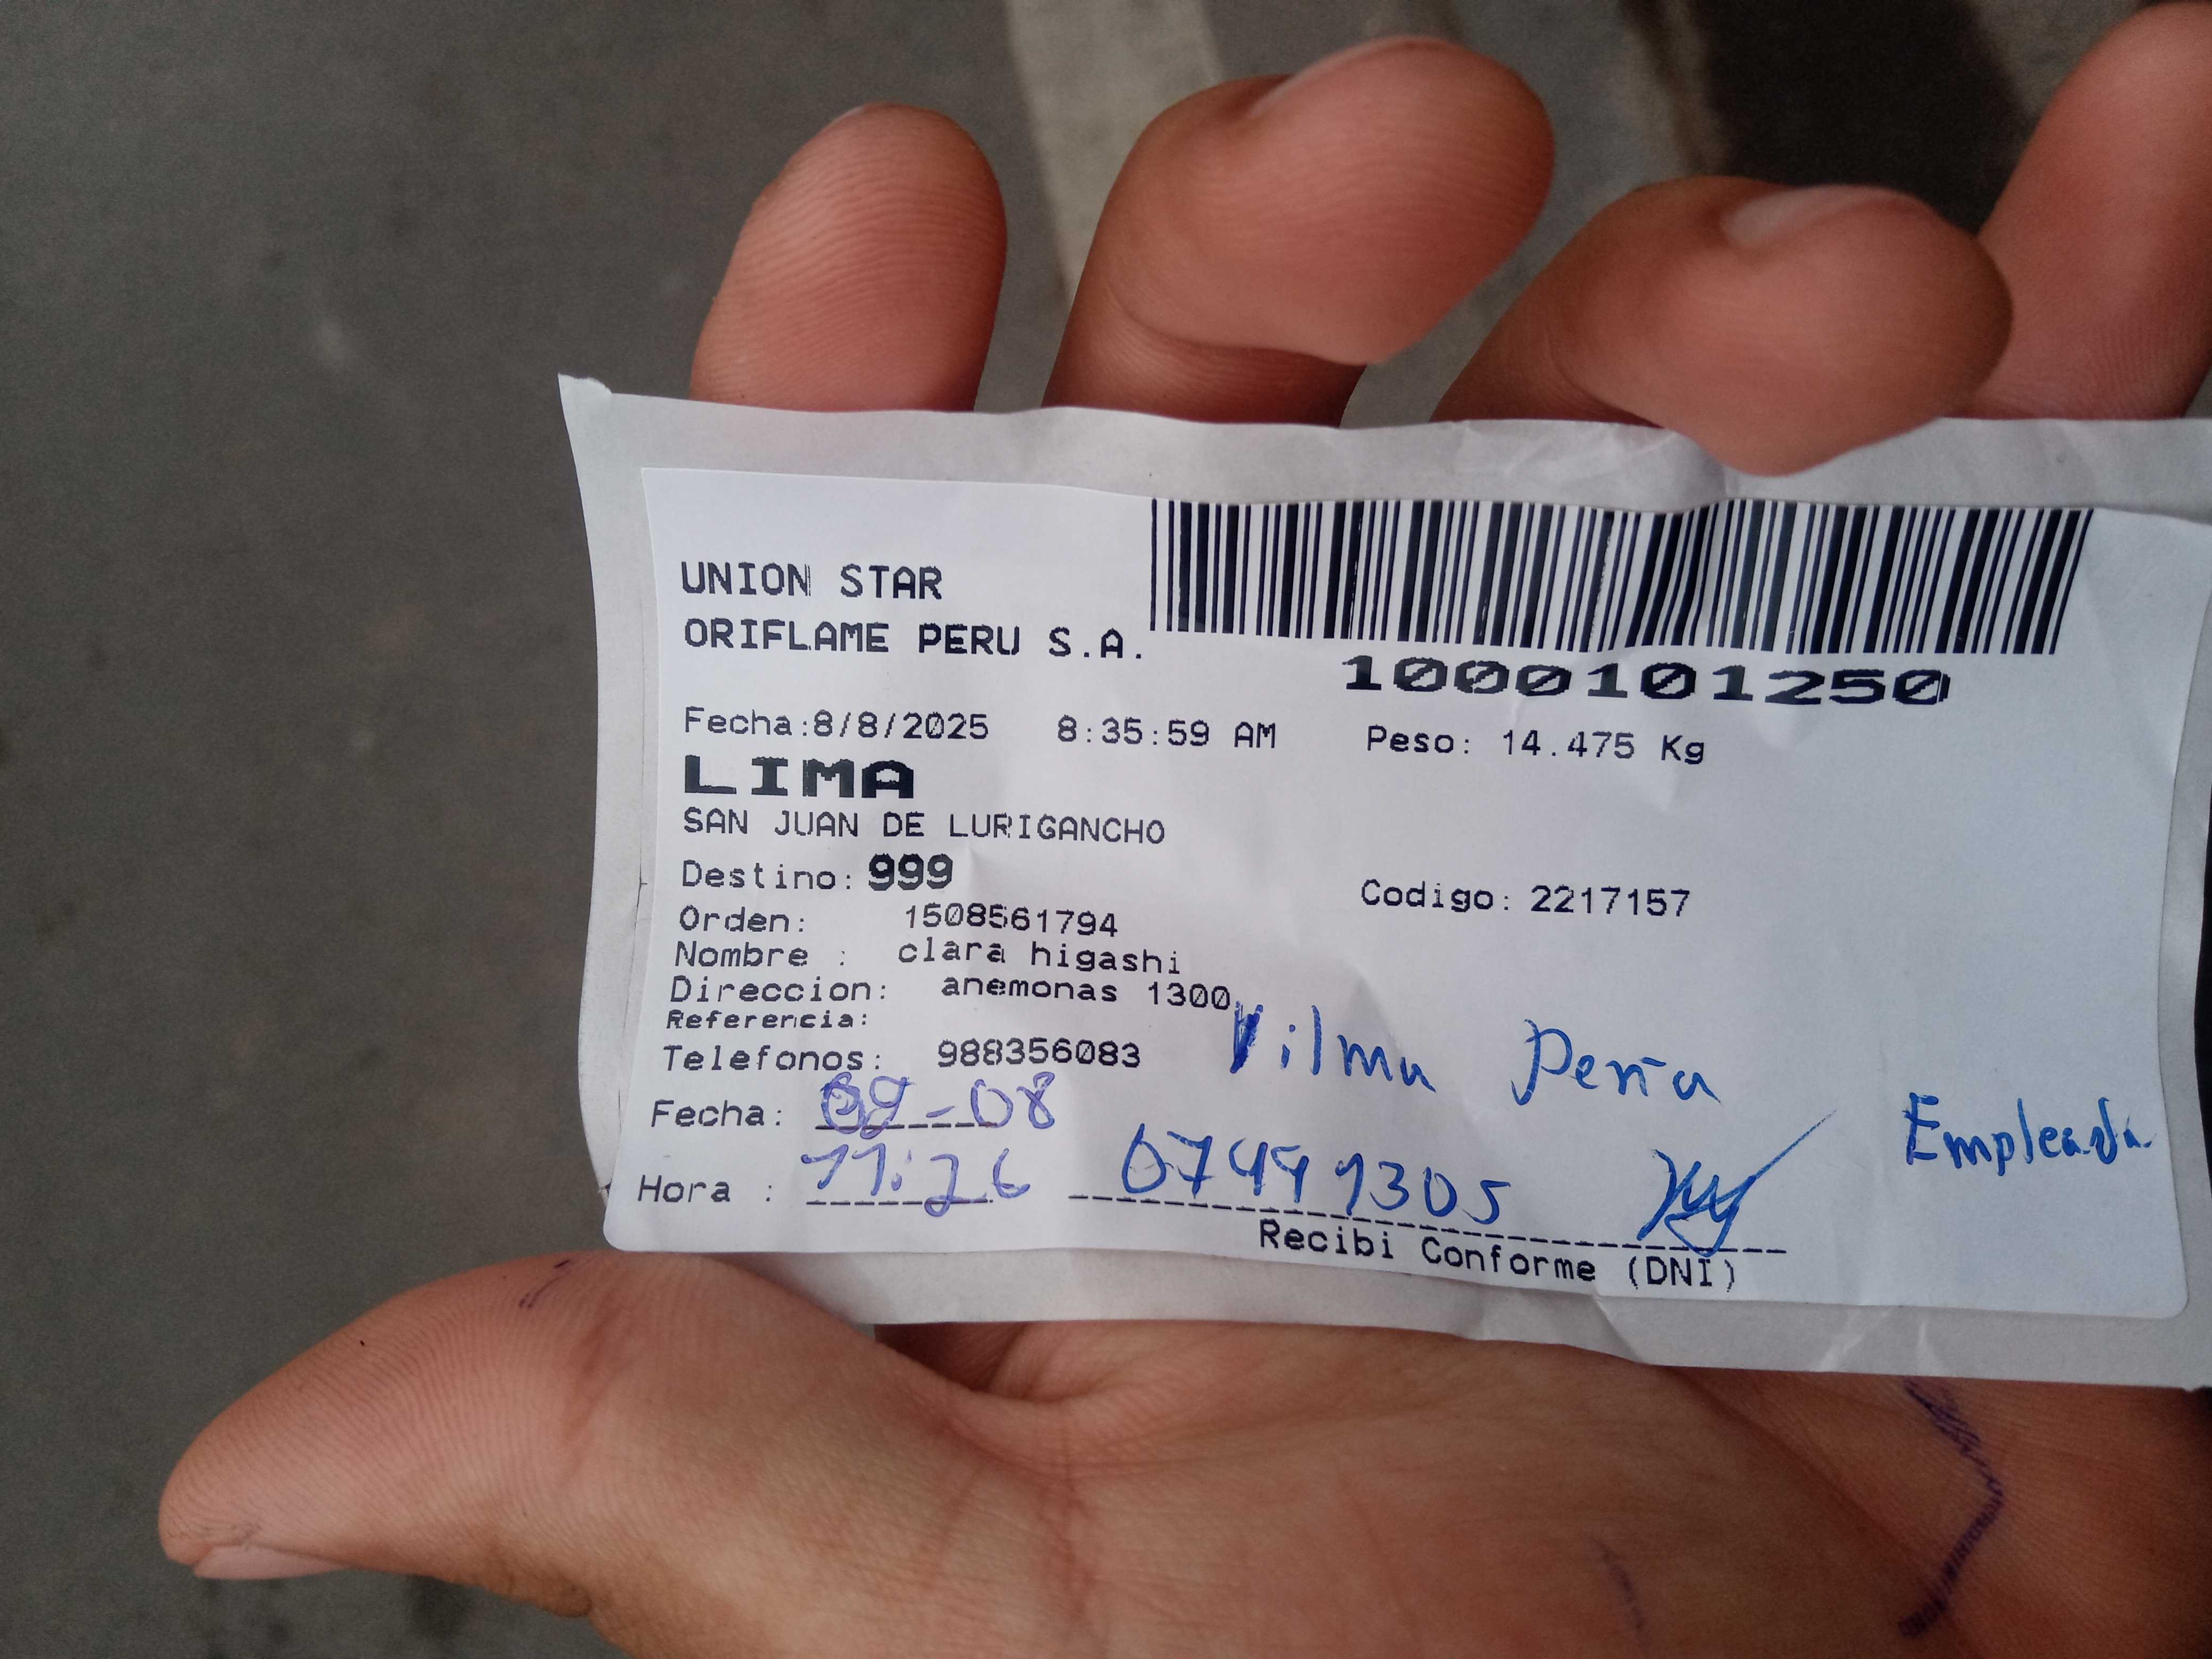 UNION STAR
ORIFLAME PERU S.A.
1000101250
Fecha:8/8/2025 8:35:59 AM Peso: 14.475 Kg
LIMA
SAN JUAN DE LURIGANCHO
Destino: 999
Codigo: 2217157
Orden: 1508561794
Nombre : clara higashi
Direccion: anemonas 1300
Referencia:
Telefonos: 988356083
Vilma Peña
Fecha: 09-08
Empleada
Hora : 11:26
Recibi Conforme (DNI)